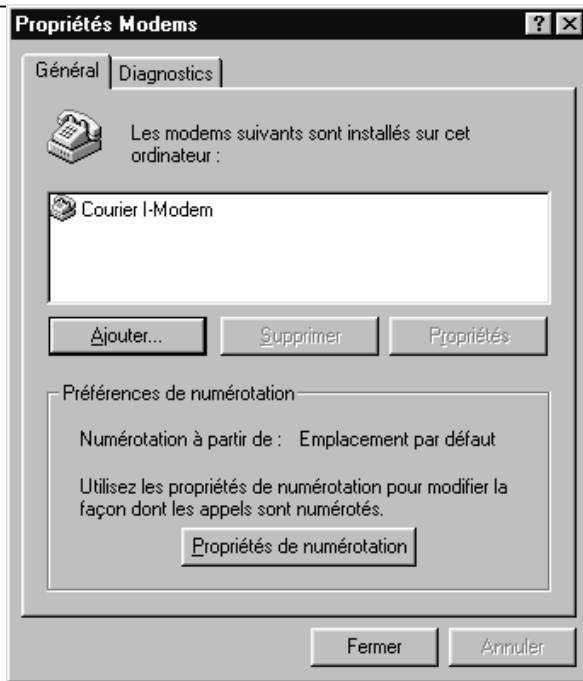 Propriétés Modems
Général
Diagnostics
Les modems suivants sont installés sur cet
ordinateur :
Courier I-Modem
Ajouter...
Supprimer
Propriétés
Préférences de numérotation
Numérotation à partir de : Emplacement par défaut
Utilisez les propriétés de numérotation pour modifier la
façon dont les appels sont numérotés.
Propriétés de numérotation
Fermer
Annuler